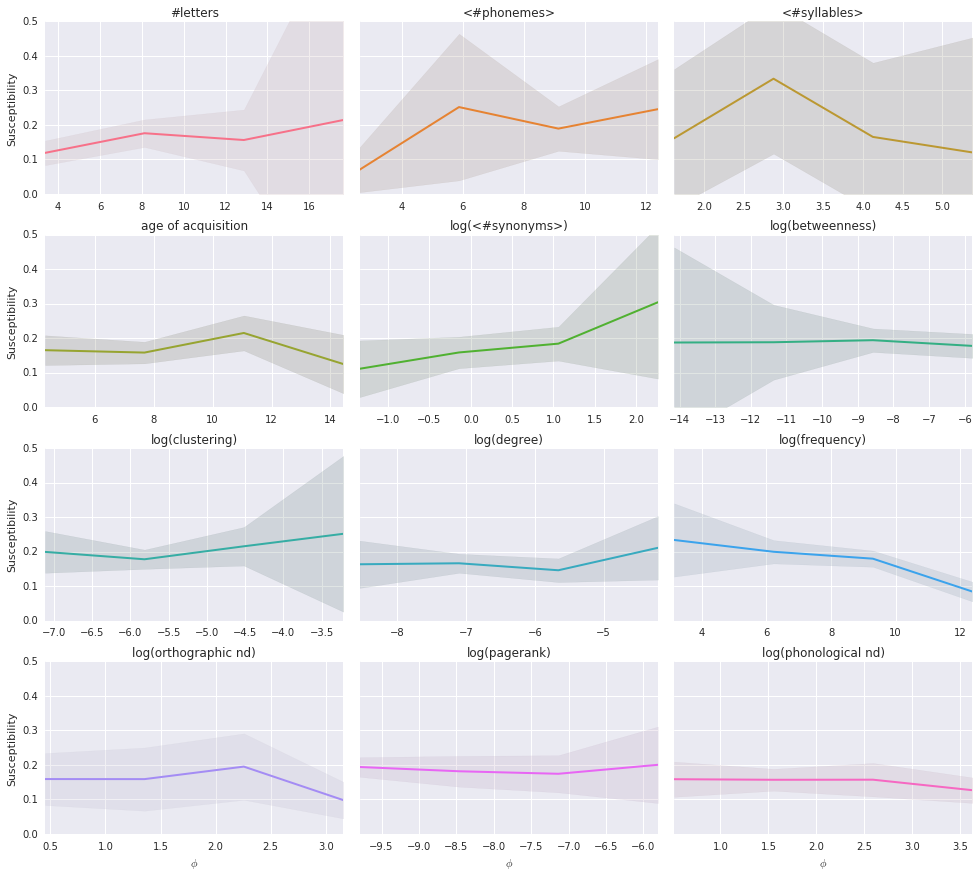 #letters <#phonemes> <#syllables>
0.5
0.4
0.3
0.2
0.1
0.0
Susceptibility
4 6 8 10 12 14 16 4 6 8 10 12 2.0 2.5 3.0 3.5 4.0 4.5 5.0
age of acquisition log(<#synonyms>) log(betweenness)
0.5
0.4
0.3
0.2
0.1
0.0
Susceptibility
6 8 10 12 14 −1.0 −0.5 0.0 0.5 1.0 1.5 2.0 −14 −13 −12 −11 −10 −9 −8 −7 −6
log(clustering) log(degree) log(frequency)
0.5
0.4
0.3
0.2
0.1
0.0
Susceptibility
−7.0 −6.5 −6.0 −5.5 −5.0 −4.5 −4.0 −3.5 −8 −7 −6 −5 4 6 8 10 12
log(orthographic nd) log(pagerank) log(phonological nd)
0.5
0.4
0.3
0.2
0.1
0.0
Susceptibility
0.5 1.0 1.5 2.0 2.5 3.0 −9.5 −9.0 −8.5 −8.0 −7.5 −7.0 −6.5 −6.0 1.0 1.5 2.0 2.5 3.0 3.5
ϕ ϕ ϕ